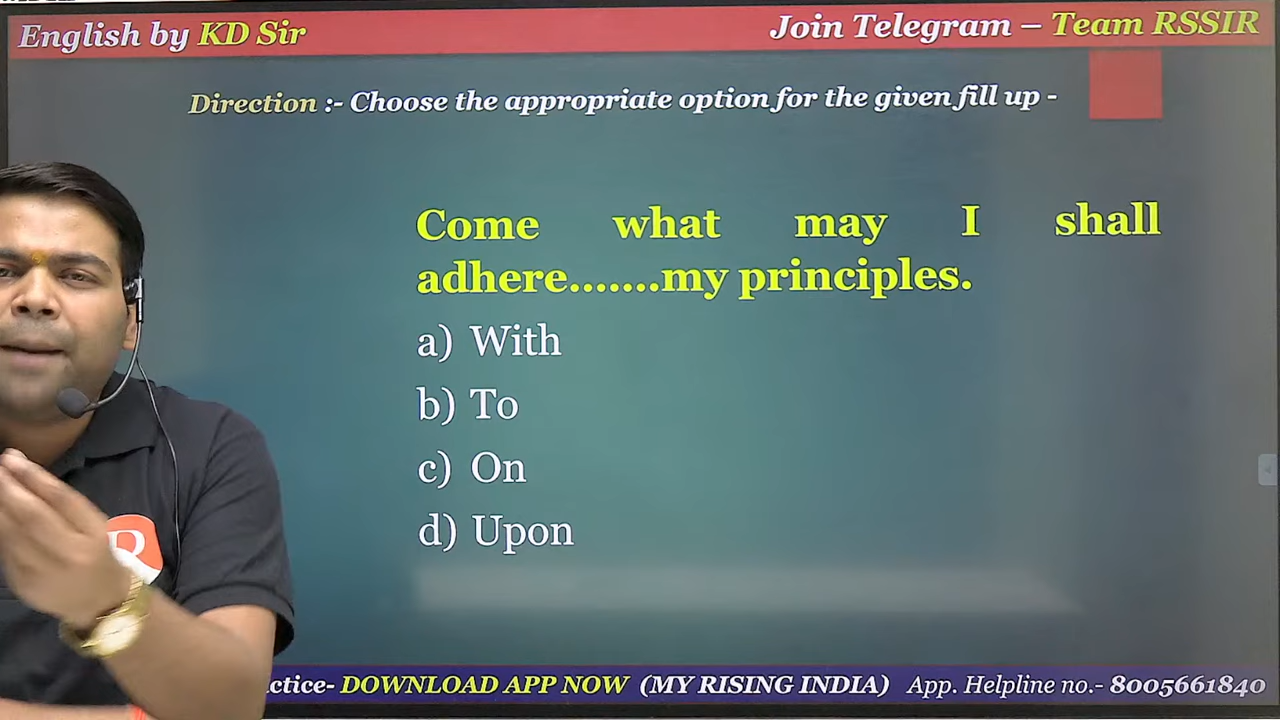 English by KD Sir
Join Telegram – Team RSSIR
Direction :- Choose the appropriate option for the given fill up -
Come what may I shall
adhere.......my principles.
a) With
b) To
c) On
d) Upon
R
DOWNLOAD APP NOW (MY RISING INDIA) App. Helpline no.- 8005661840